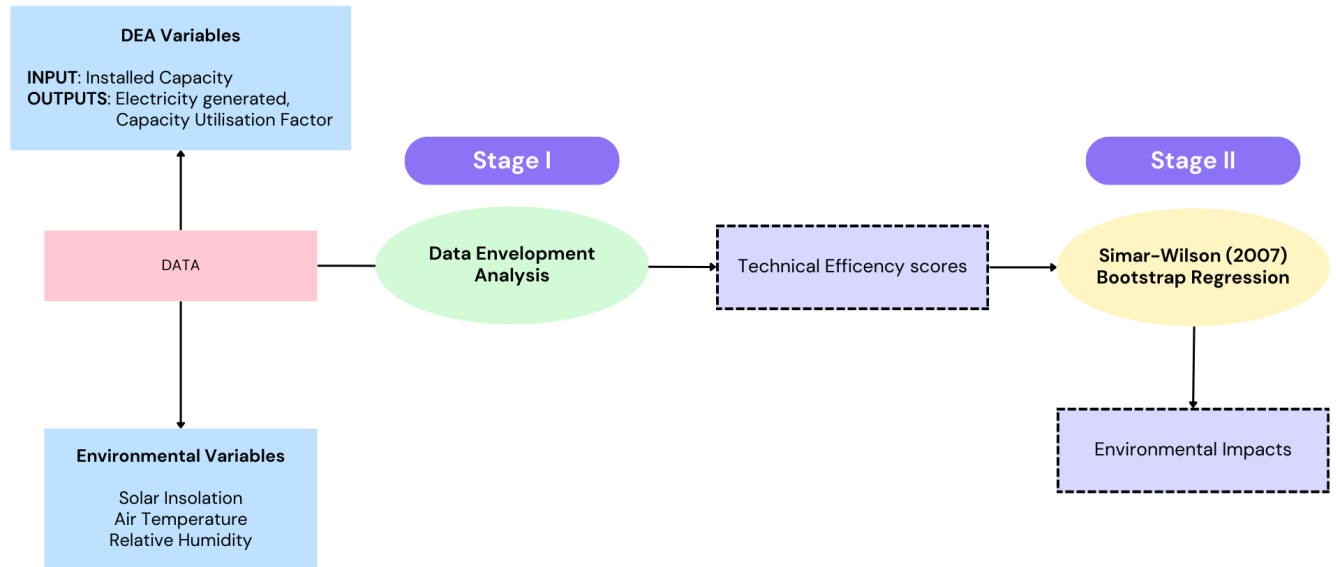 DEA Variables
INPUT: Installed Capacity
OUTPUTS: Electricity generated,
Capacity Utilisation Factor
Stage I
Stage II
DATA
Data Envelopment
Analysis
Technical Efficency scores
Simar-Wilson (2007)
Bootstrap Regression
Environmental Variables
Solar Insolation
Air Temperature
Relative Humidity
Environmental Impacts